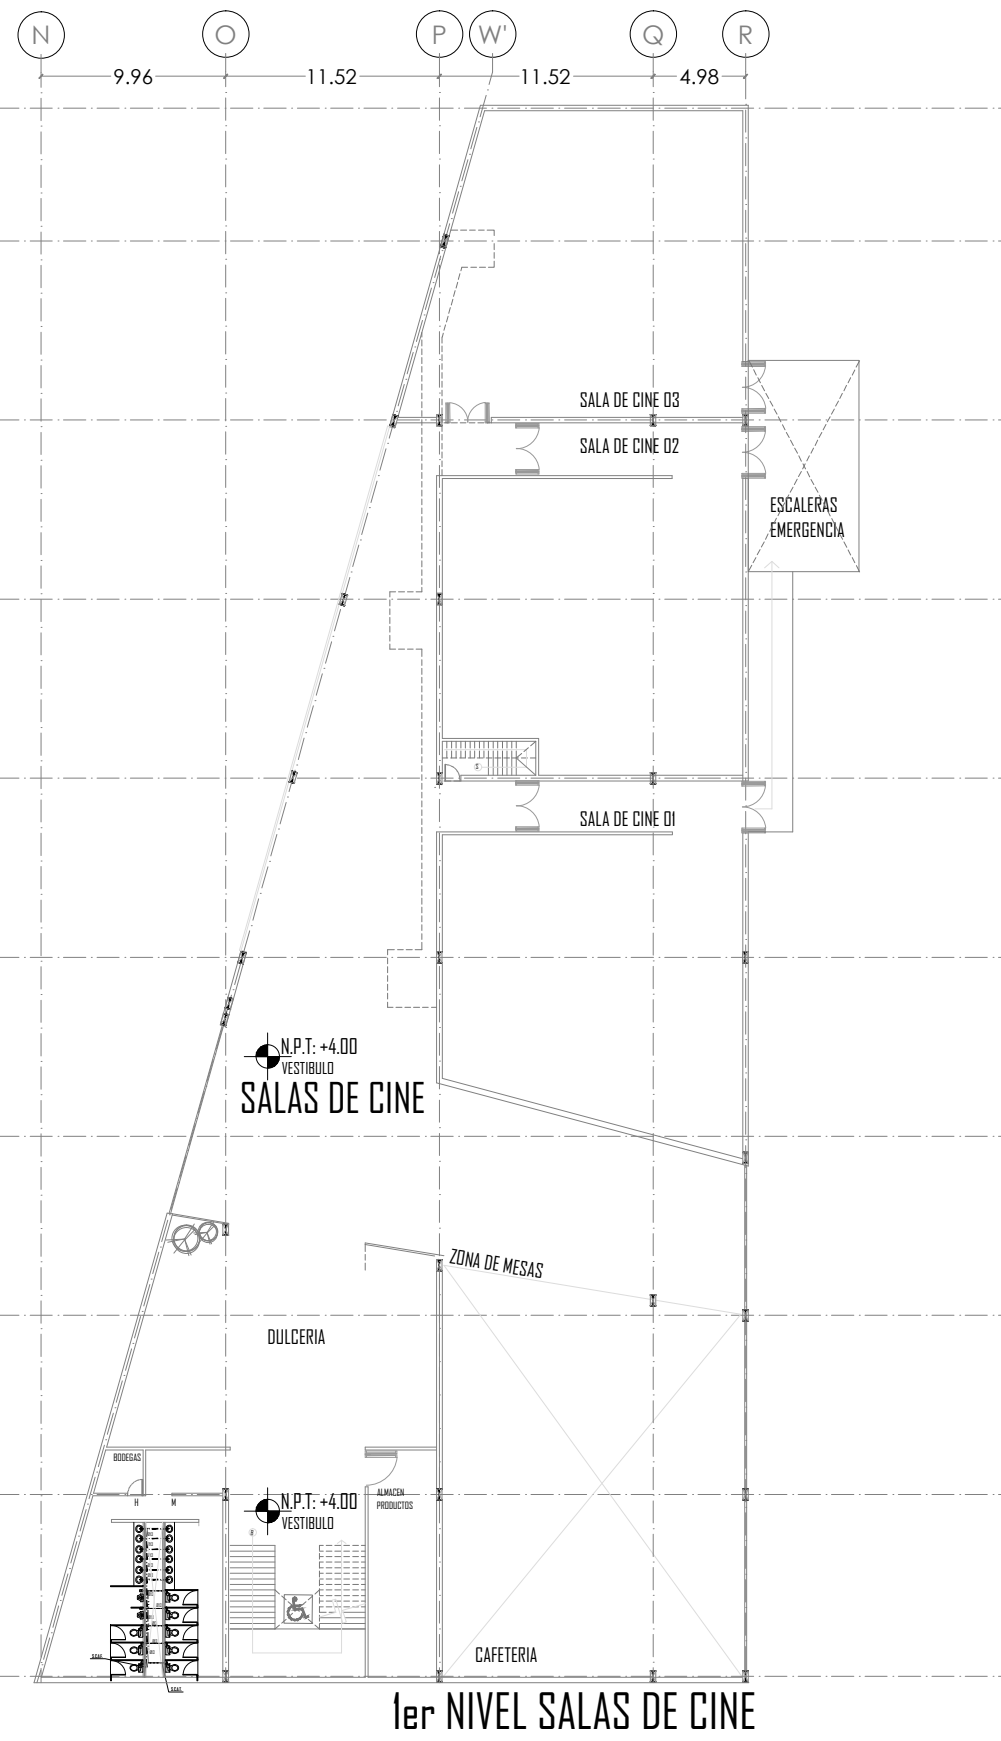 N O P W' Q R
9.96 11.52 11.52 4.98
SALA DE CINE 03
SALA DE CINE 02
ESCALERAS
EMERGENCIA
SALA DE CINE 01
N.P.T: +4.00
VESTIBULO
SALAS DE CINE
ZONA DE MESAS
DULCERIA
BODEGAS
H M
ALMACEN
PRODUCTOS
N.P.T: +4.00
VESTIBULO
CAFETERIA
1er NIVEL SALAS DE CINE